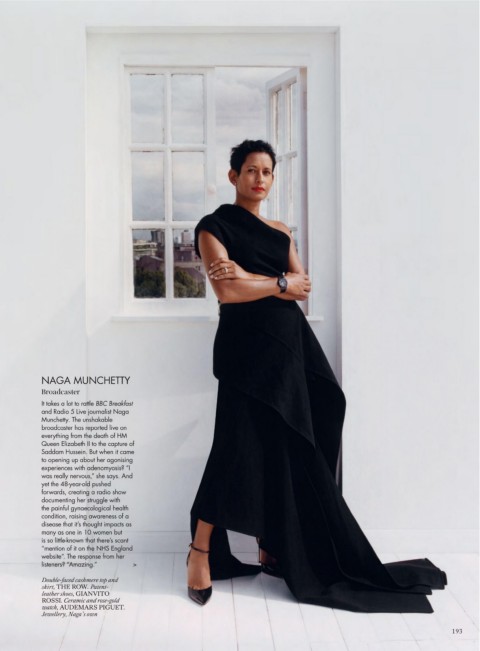 NAGA MUNCHETTY
Broadcaster
It takes a lot to rattle BBC Breakfast
and Radio 5 Live journalist Naga
Munchetty. The unshakable
broadcaster has reported live on
everything from the death of HM
Queen Elizabeth II to the capture of
Saddam Hussein. But when it came
to opening up about her agonising
experiences with adenomyosis? "I
was really nervous," she says. And
yet the 48-year-old pushed
forwards, creating a radio show
documenting her struggle with
the painful gynaecological health
condition, raising awareness of a
disease that it's thought impacts as
many as one in 10 women but
is so little-known that there's scant
"mention of it on the NHS England
website". The response from her
listeners? "Amazing." >
Double-faced cashmere top and
skirt, THE ROW. Patent-
leather shoes, GIANVITO
ROSSI. Ceramic and rose-gold
watch, AUDEMARS PIGUET.
Jewellery, Naga's own
193